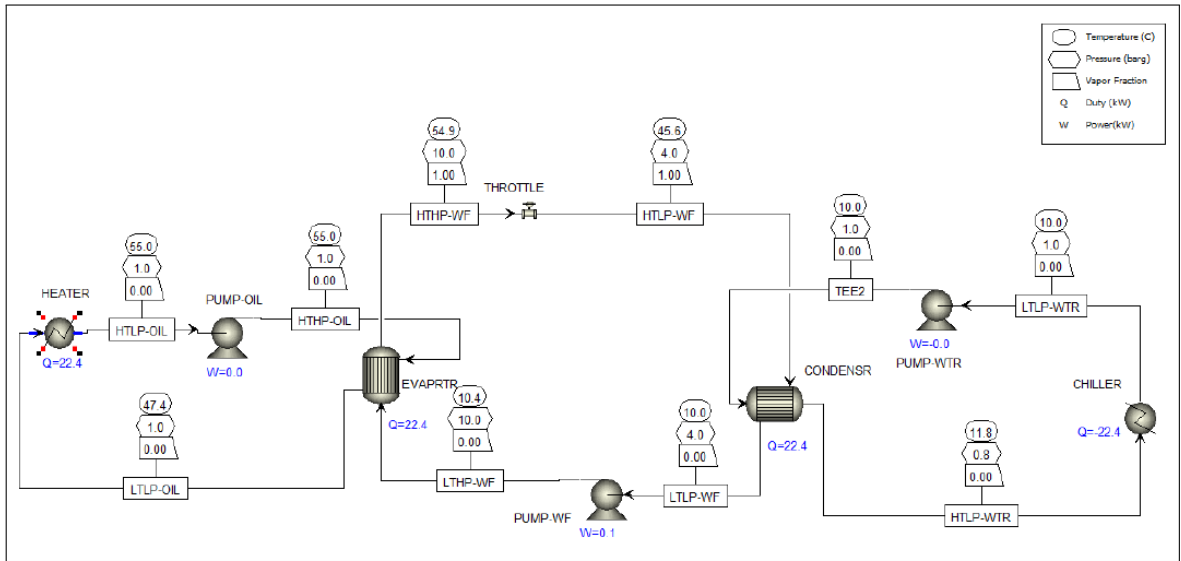 Temperature (C)
Pressure (barg)
Vapor Fraction
Q Duty (kW)
W Power(kW)
54.9
10.0
1.00
HTHP-WF
THROTTLE
45.6
4.0
1.00
HTLP-WF
10.0
1.0
0.00
TEE2
10.0
1.0
0.00
LTLP-WTR
55.0
1.0
0.00
HTLP-OIL
55.0
1.0
0.00
HTHP-OIL
HEATER
Q=22.4
PUMP-OIL
W=0.0
EVAPRTR
Q=22.4
W=-0.0
PUMP-WTR
CONDENSR
Q=22.4
CHILLER
Q=-22.4
47.4
1.0
0.00
LTLP-OIL
10.4
10.0
0.00
LTHP-WF
PUMP-WF
W=0.1
10.0
4.0
0.00
LTLP-WF
11.8
0.8
0.00
HTLP-WTR